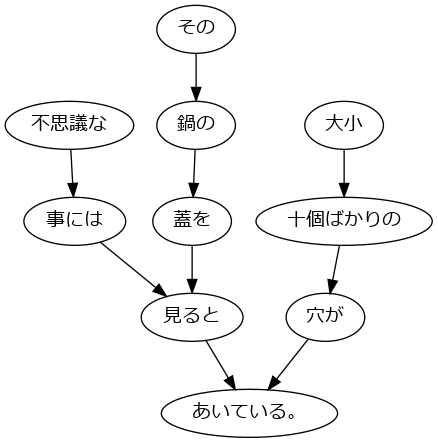 その
不思議な
鍋の
大小
事には
蓋を
十個ばかりの
見ると
穴が
あいている。